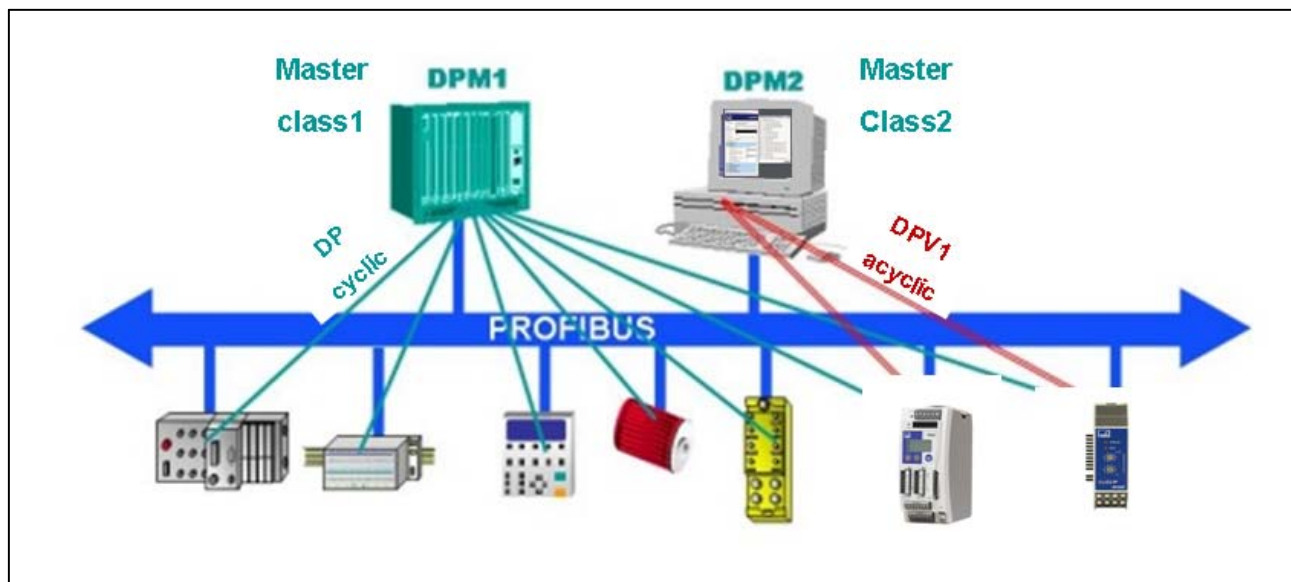 Master
class1
DPM1
DPM2
Master
Class2
DP
cyclic
DPV1
acyclic
PROFIBUS